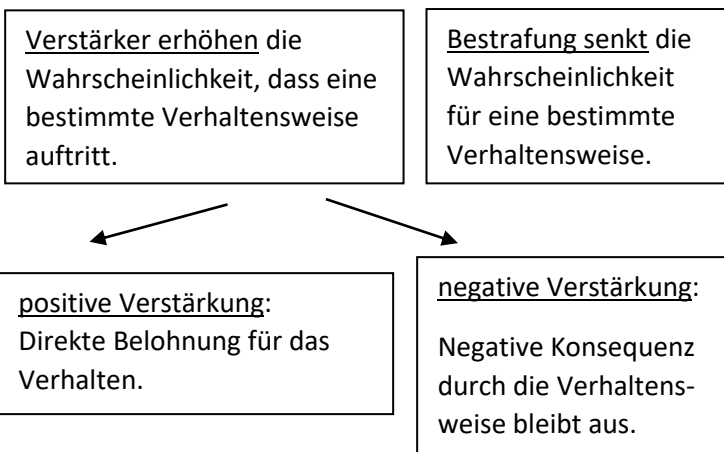 Verstärker erhöhen die
Wahrscheinlichkeit, dass eine
bestimmte Verhaltensweise
auftritt.
Bestrafung senkt die
Wahrscheinlichkeit
für eine bestimmte
Verhaltensweise.
positive Verstärkung:
Direkte Belohnung für das
Verhalten.
negative Verstärkung:
Negative Konsequenz
durch die Verhaltens-
weise bleibt aus.